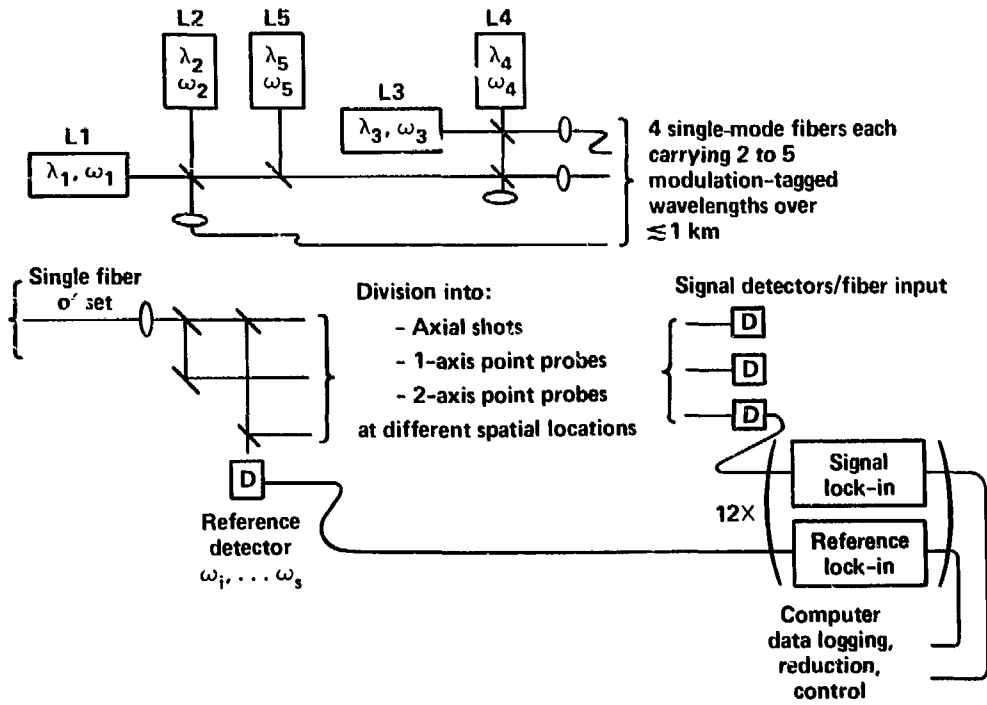 L2
L5
L4
λ2
ω2
λ5
ω5
λ4
ω4
L3
λ3, ω3
L1
λ1, ω1
4 single-mode fibers each
carrying 2 to 5
modulation-tagged
wavelengths over
≲1 km
Single fiber
of set
Division into:
- Axial shots
- 1-axis point probes
- 2-axis point probes
at different spatial locations
Signal detectors/fiber input
D
D
D
D
Reference
detector
ωi, . . . ωs
12X
Signal
lock-in
Reference
lock-in
Computer
data logging,
reduction,
control